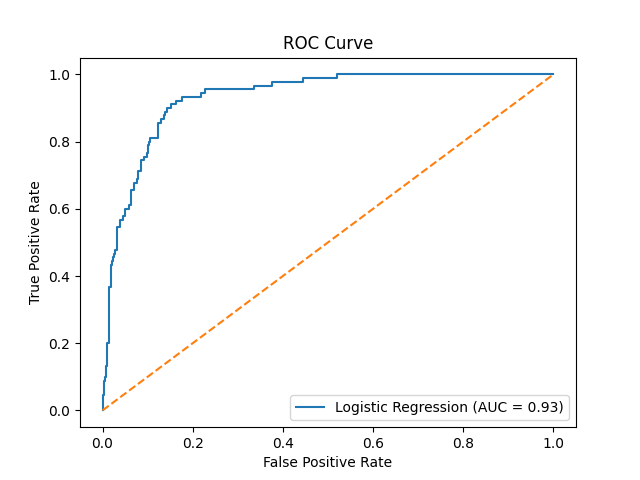 ROC Curve
1.0
0.8
0.6
0.4
0.2
0.0
True Positive Rate
Logistic Regression (AUC = 0.93)
0.0 0.2 0.4 0.6 0.8 1.0
False Positive Rate